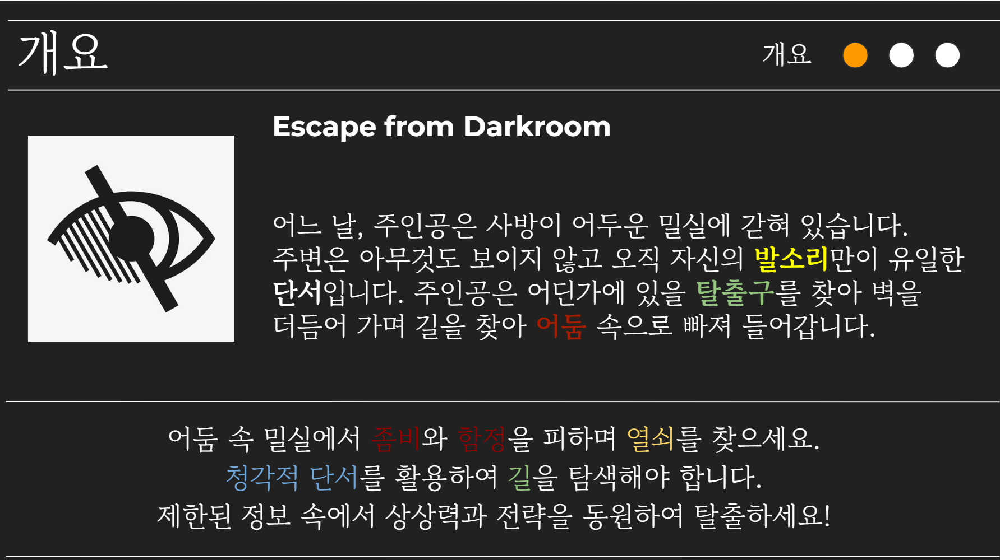 개요
개요
Escape from Darkroom
어느 날, 주인공은 사방이 어두운 밀실에 갇혀 있습니다.
주변은 아무것도 보이지 않고 오직 자신의 발소리만이 유일한
단서입니다. 주인공은 어딘가에 있을 탈출구를 찾아 벽을
더듬어 가며 길을 찾아 어둠 속으로 빠져 들어갑니다.
어둠 속 밀실에서 좀비와 함정을 피하며 열쇠를 찾으세요.
청각적 단서를 활용하여 길을 탐색해야 합니다.
제한된 정보 속에서 상상력과 전략을 동원하여 탈출하세요!